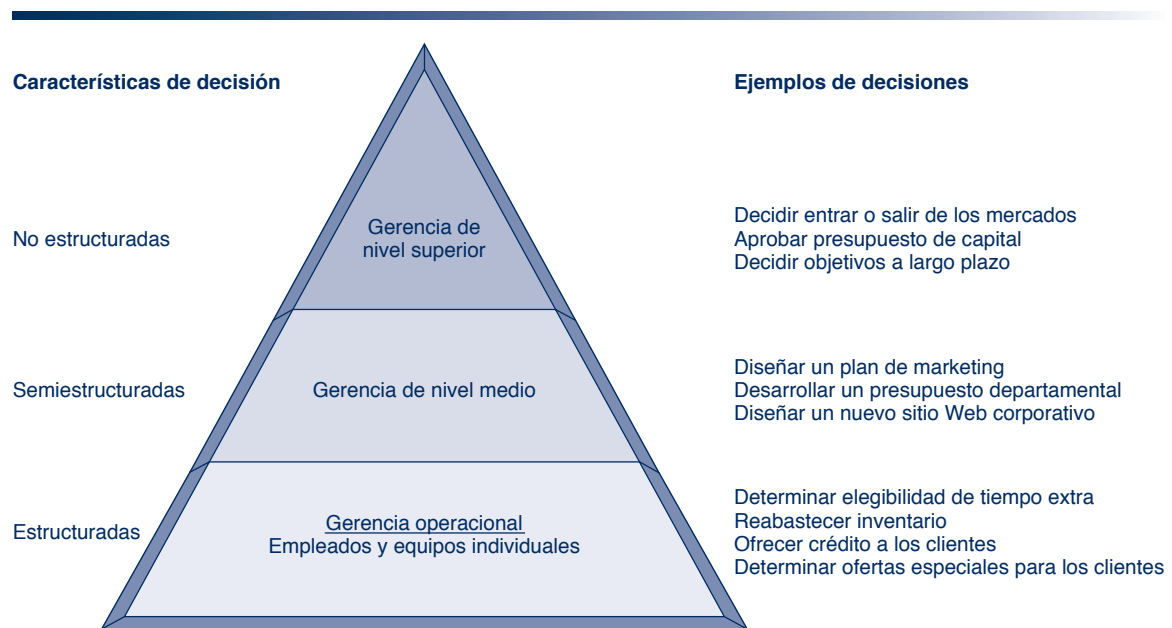 Características de decisión
Ejemplos de decisiones
No estructuradas
Gerencia de
nivel superior
Decidir entrar o salir de los mercados
Aprobar presupuesto de capital
Decidir objetivos a largo plazo
Semiestructuradas
Gerencia de nivel medio
Diseñar un plan de marketing
Desarrollar un presupuesto departamental
Diseñar un nuevo sitio Web corporativo
Estructuradas
Gerencia operacional
Empleados y equipos individuales
Determinar elegibilidad de tiempo extra
Reabastecer inventario
Ofrecer crédito a los clientes
Determinar ofertas especiales para los clientes